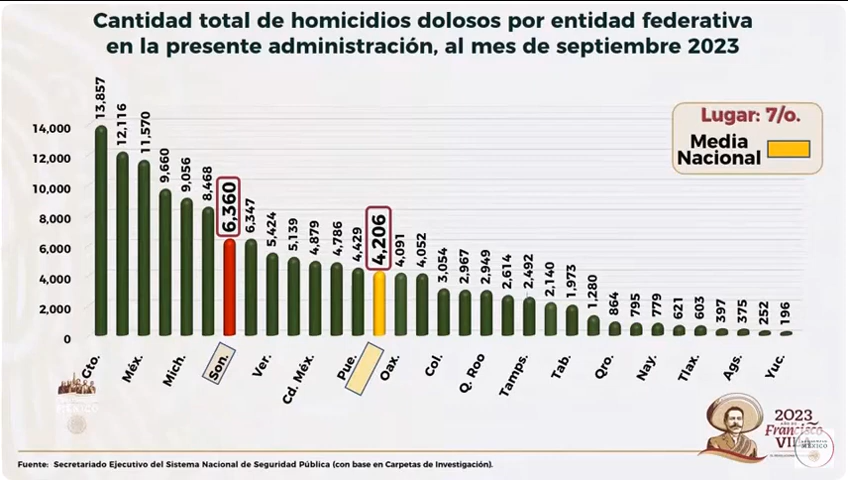 Cantidad total de homicidios dolosos por entidad federativa
en la presente administración, al mes de septiembre 2023
Lugar: 7/o.
Media
Nacional
14,000
12,000
10,000
8,000
6,000
4,000
2,000
0
13,857
12,116
11,570
9,660
9,056
8,468
6,360
6,347
5,424
5,139
4,879
4,786
4,429
4,206
4,091
4,052
3,054
2,967
2,949
2,614
2,492
2,140
1,973
1,280
864
795
779
621
603
397
375
252
196
Gto.
Méx.
Mich.
Son.
Ver.
Cd. Méx.
Pue.
Oax.
Col.
Q. Roo
Tamps.
Tab.
Qro.
Nay.
Tlax.
Ags.
Yuc.
MÉXICO
2023
Francisco
Fuente: Secretariado Ejecutivo del Sistema Nacional de Seguridad Pública (con base en Carpetas de Investigación).